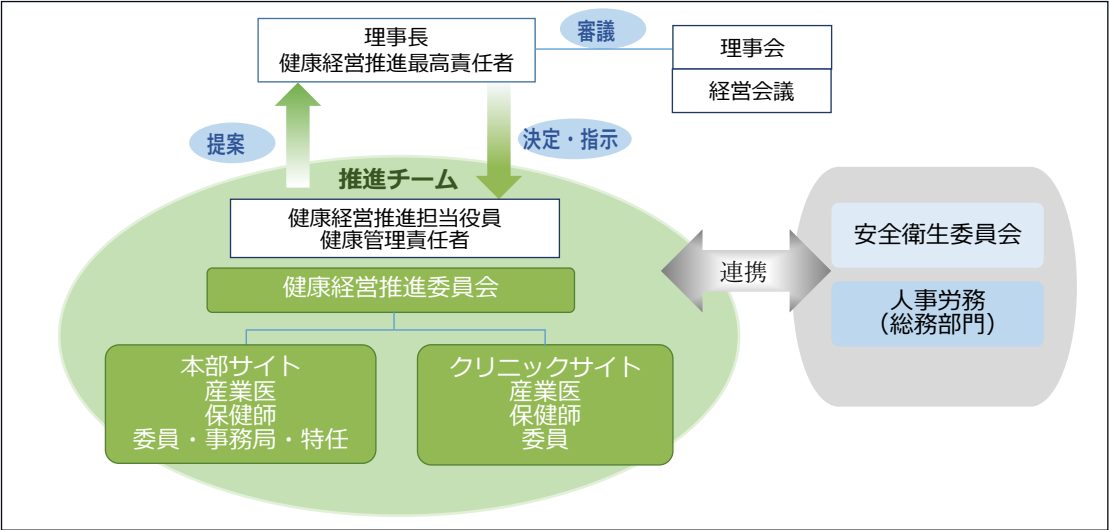 理事長
健康経営推進最高責任者
審議
理事会
経営会議
提案
決定・指示
推進チーム
健康経営推進担当役員
健康管理責任者
健康経営推進委員会
本部サイト
産業医
保健師
委員・事務局・特任
クリニックサイト
産業医
保健師
委員
連携
安全衛生委員会
人事労務
（総務部門）